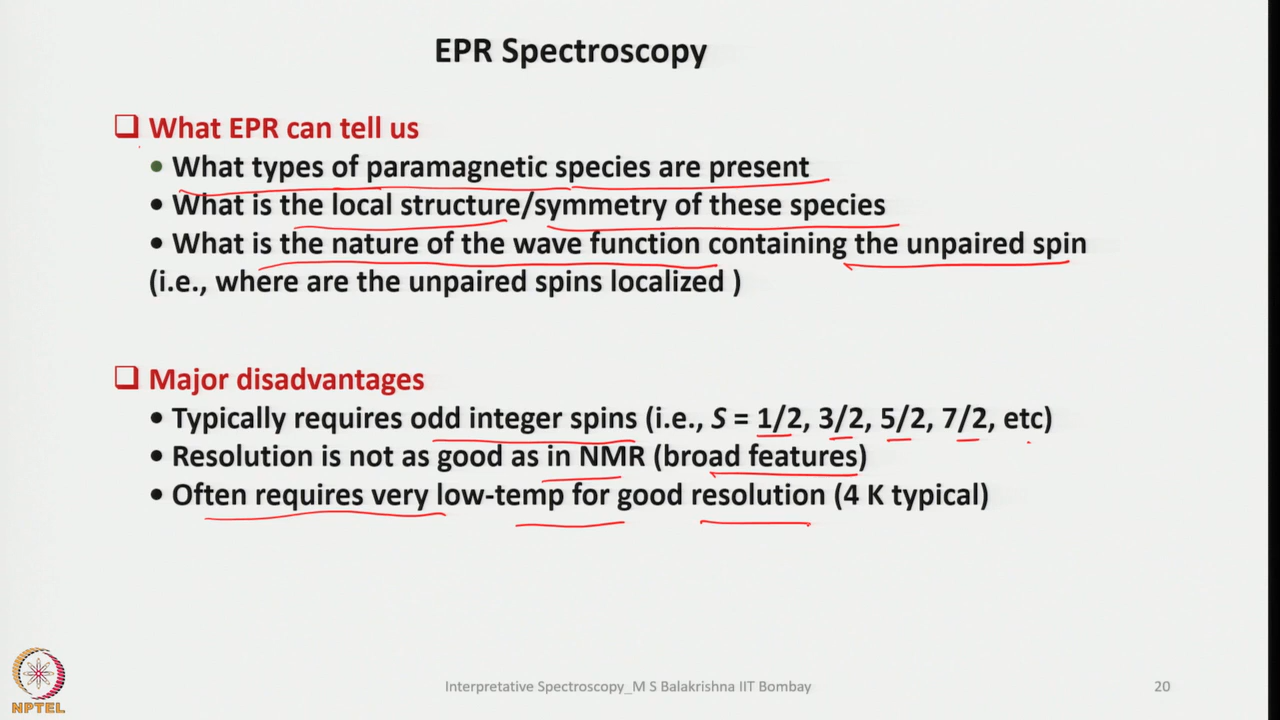 EPR Spectroscopy
What EPR can tell us
• What types of paramagnetic species are present
• What is the local structure/symmetry of these species
• What is the nature of the wave function containing the unpaired spin
(i.e., where are the unpaired spins localized )
Major disadvantages
• Typically requires odd integer spins (i.e., S = 1/2, 3/2, 5/2, 7/2, etc)
• Resolution is not as good as in NMR (broad features)
• Often requires very low-temp for good resolution (4 K typical)
NPTEL
Interpretative Spectroscopy_M S Balakrishna IIT Bombay
20